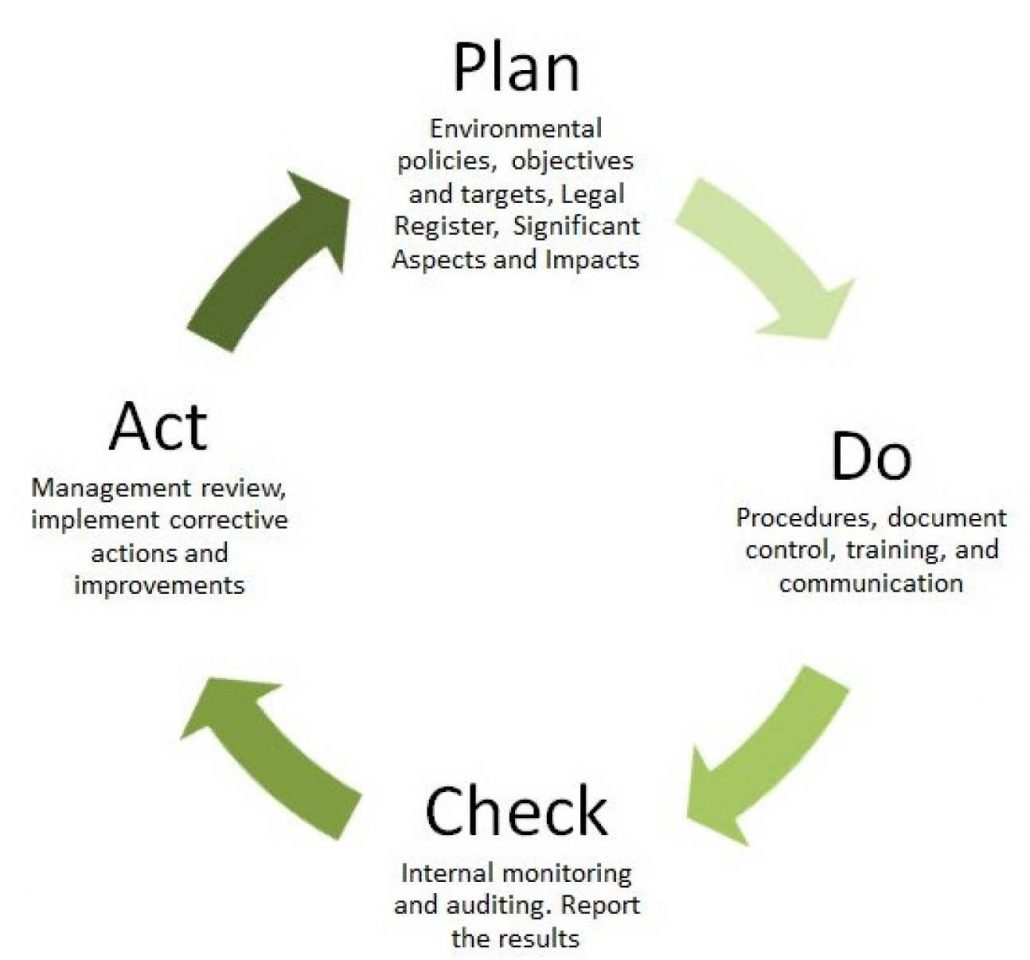 Plan
Environmental
policies, objectives
and targets, Legal
Register, Significant
Aspects and Impacts
Do
Procedures, document
control, training, and
communication
Check
Internal monitoring
and auditing. Report
the results
Act
Management review,
implement corrective
actions and
improvements